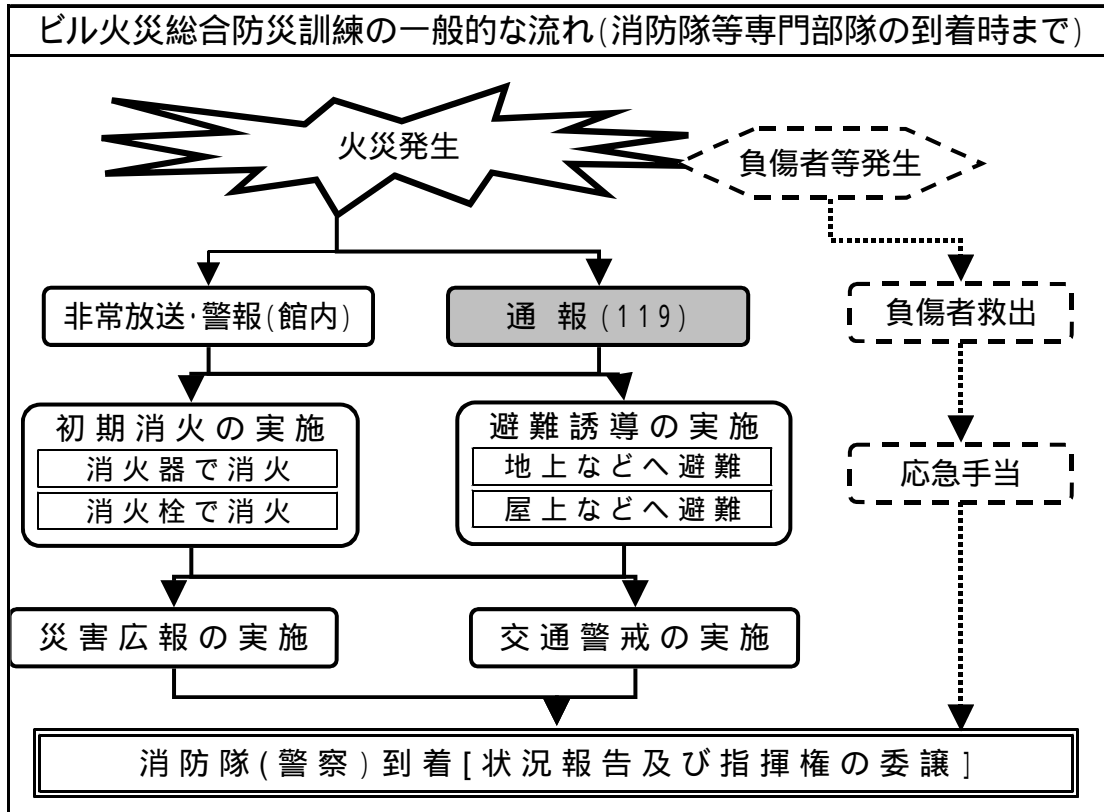 ビル火災総合防災訓練の一般的な流れ(消防隊等専門部隊の到着時まで)
火災発生
負傷者等発生
非常放送・警報(館内)
通報(119)
負傷者救出
初期消火の実施
消火器で消火
消火栓で消火
避難誘導の実施
地上などへ避難
屋上などへ避難
応急手当
災害広報の実施
交通警戒の実施
消防隊(警察)到着[状況報告及び指揮権の委譲]